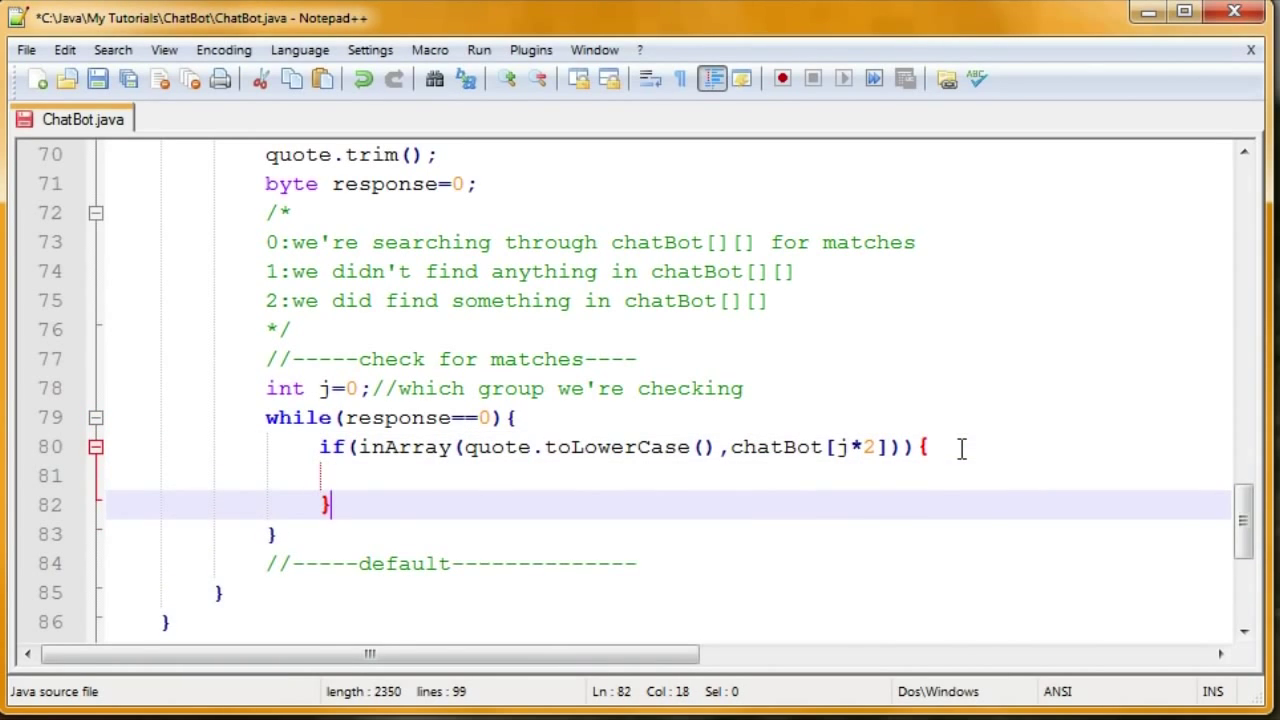 *C:\Java\My Tutorials\ChatBot\ChatBot.java - Notepad++
File Edit Search View Encoding Language Settings Macro Run Plugins Window ? X
ABC
ChatBot.java
70 quote.trim();
71 byte response=0;
72 /*
73 0:we're searching through chatBot[][] for matches
74 1:we didn't find anything in chatBot[][]
75 2:we did find something in chatBot[][]
76 */
77 //-----check for matches----
78 int j=0;//which group we're checking
79 while(response==0){
80 if(inArray(quote.toLowerCase(),chatBot[j*2])){
81
82 }
83 }
84 //-----default--------------
85 }
86 }
Java source file length : 2350 lines : 99 Ln : 82 Col : 18 Sel : 0 Dos\Windows ANSI INS